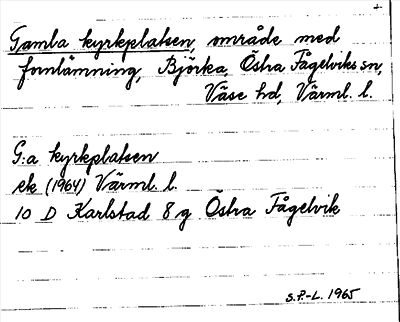 Gamla kyrkplatsen, område med
fornlämning, Björka, Östra Fågelviks sn,
Väse hd, Värml. l.
G:a kyrkplatsen
ek (1964) Värml. l.
10 D Karlstad 8 g Östra Fågelvik
S.P.-L. 1965